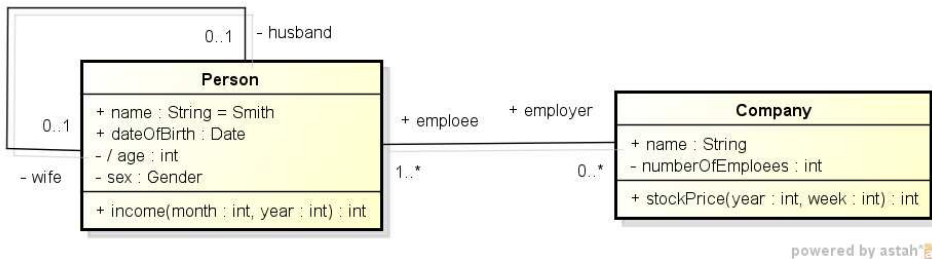 0..1
- husband
Person
+ name : String = Smith
+ dateOfBirth : Date
- / age : int
- sex : Gender
+ income(month : int, year : int) : int
0..1
- wife
+ emploee
1..*
+ employer
0..*
Company
+ name : String
- numberOfEmploees : int
+ stockPrice(year : int, week : int) : int
powered by astah*